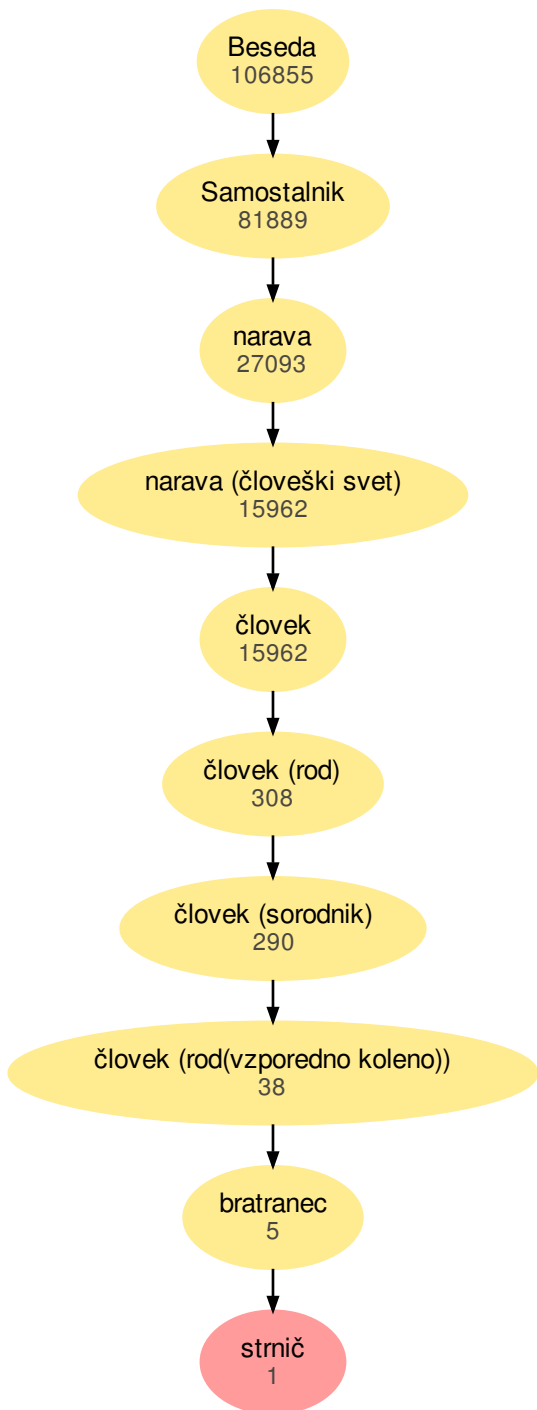 Beseda
106855
Samostalnik
81889
narava
27093
narava (človeški svet)
15962
človek
15962
človek (rod)
308
človek (sorodnik)
290
človek (rod(vzporedno koleno))
38
bratranec
5
strnič
1